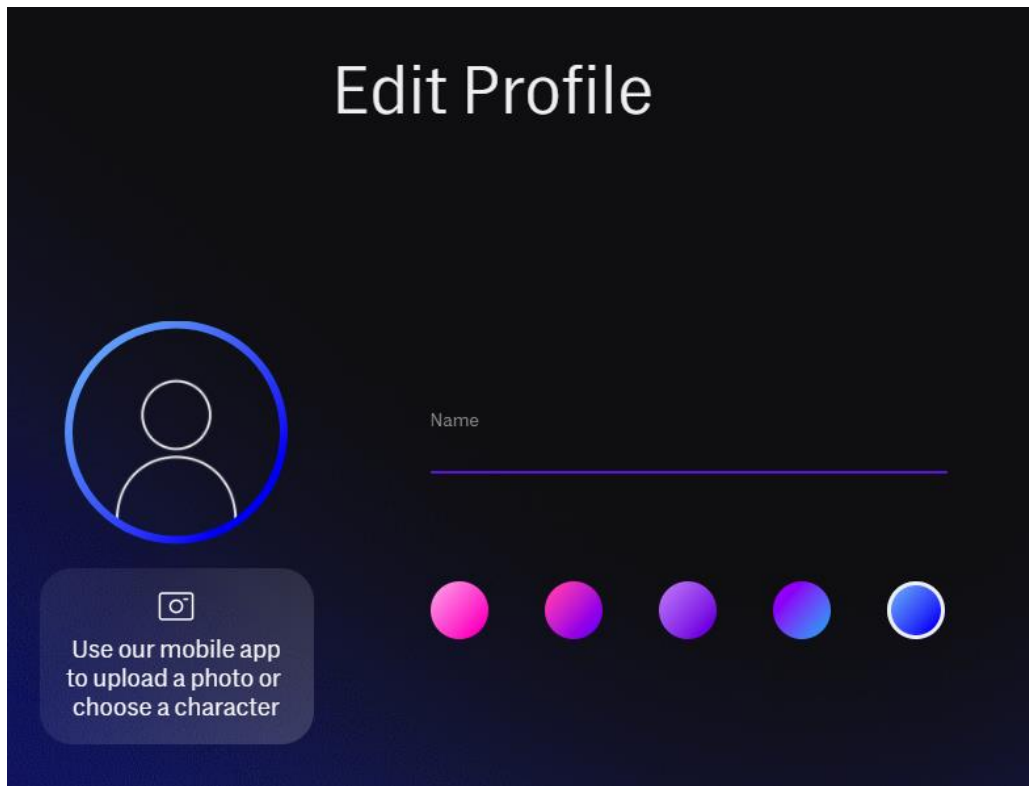 Edit Profile
Name
Use our mobile app
to upload a photo or
choose a character